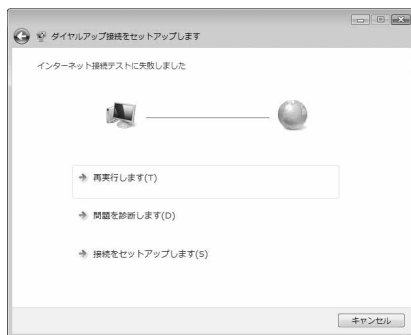 ダイヤルアップ接続をセットアップします
インターネット接続テストに失敗しました
再実行します(T)
問題を診断します(D)
接続をセットアップします(S)
キャンセル